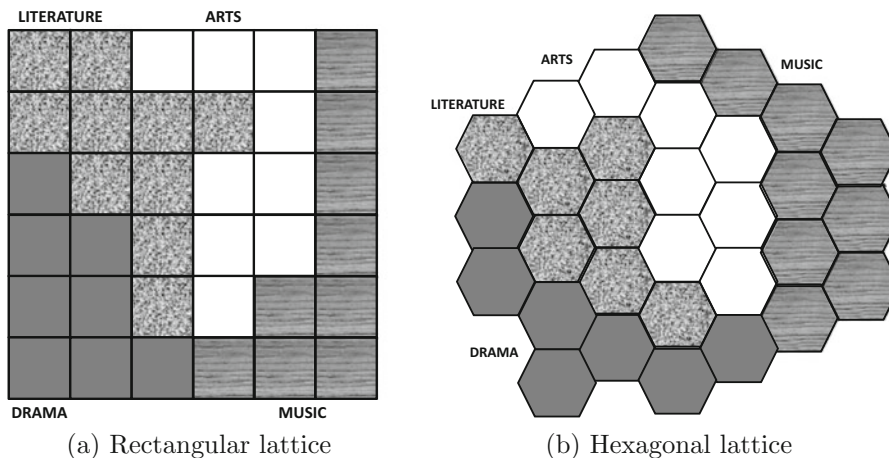 LITERATURE ARTS
DRAMA MUSIC
(a) Rectangular lattice
ARTS
MUSIC
LITERATURE
DRAMA
(b) Hexagonal lattice